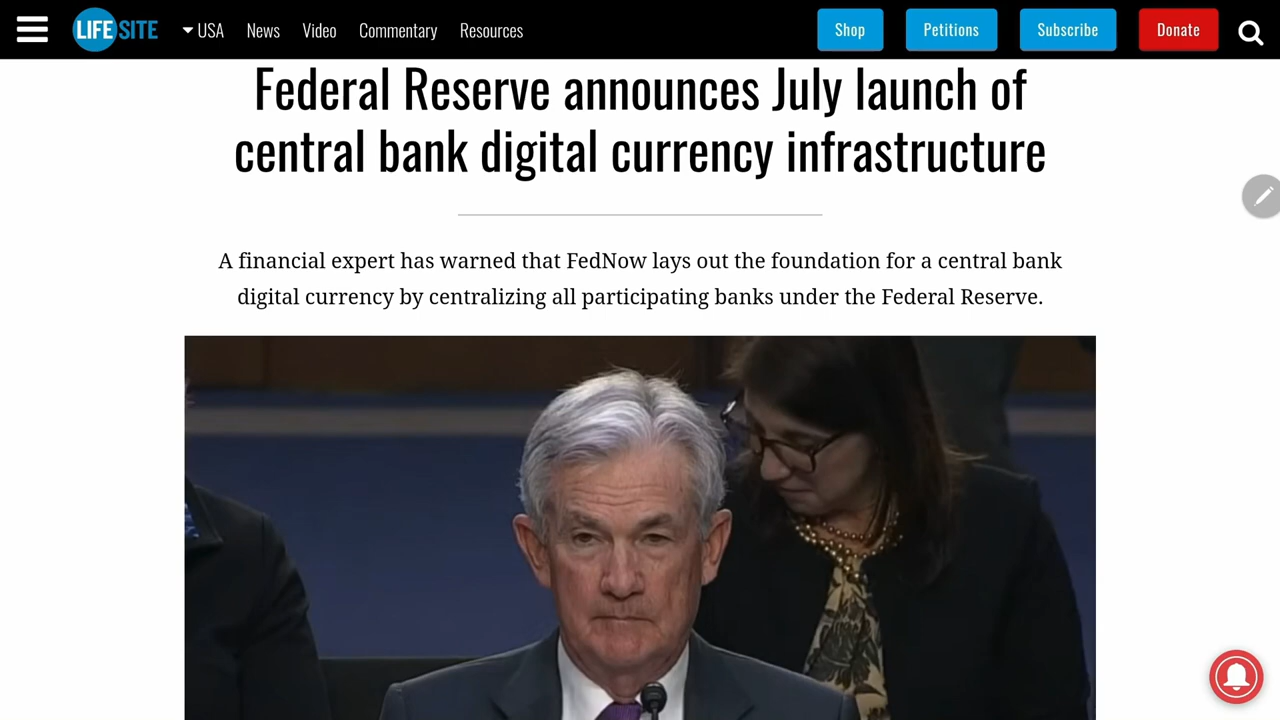 LIFE SITE
USA
News
Video
Commentary
Resources
Shop
Petitions
Subscribe
Donate
Federal Reserve announces July launch of
central bank digital currency infrastructure
A financial expert has warned that FedNow lays out the foundation for a central bank
digital currency by centralizing all participating banks under the Federal Reserve.